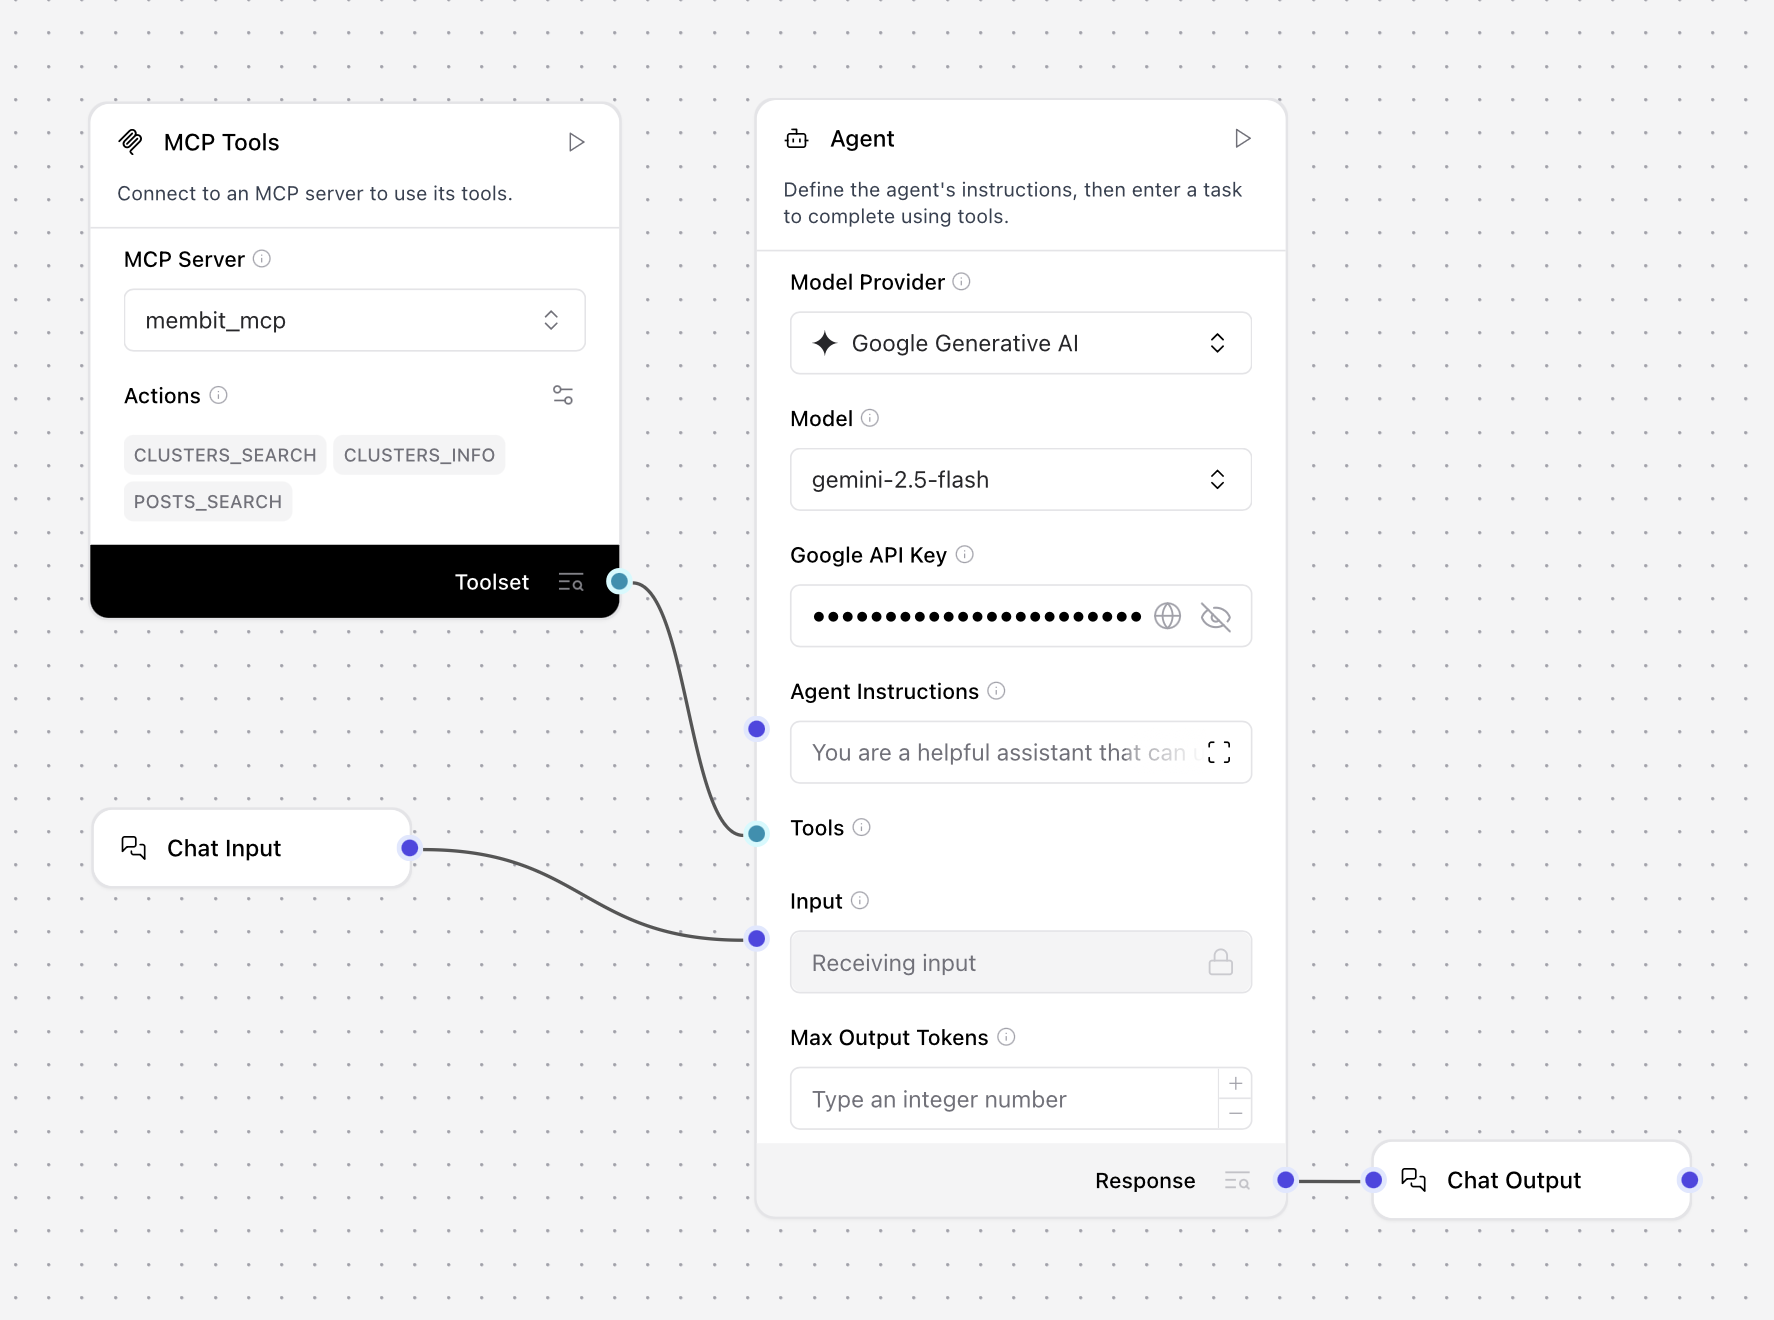 MCP Tools
Connect to an MCP server to use its tools.
MCP Server
membit_mcp
Actions
CLUSTERS_SEARCH CLUSTERS_INFO
POSTS_SEARCH
Toolset
Chat Input
Agent
Define the agent's instructions, then enter a task
to complete using tools.
Model Provider
Google Generative AI
Model
gemini-2.5-flash
Google API Key
Agent Instructions
You are a helpful assistant that can
Tools
Input
Receiving input
Max Output Tokens
Type an integer number
Response
Chat Output